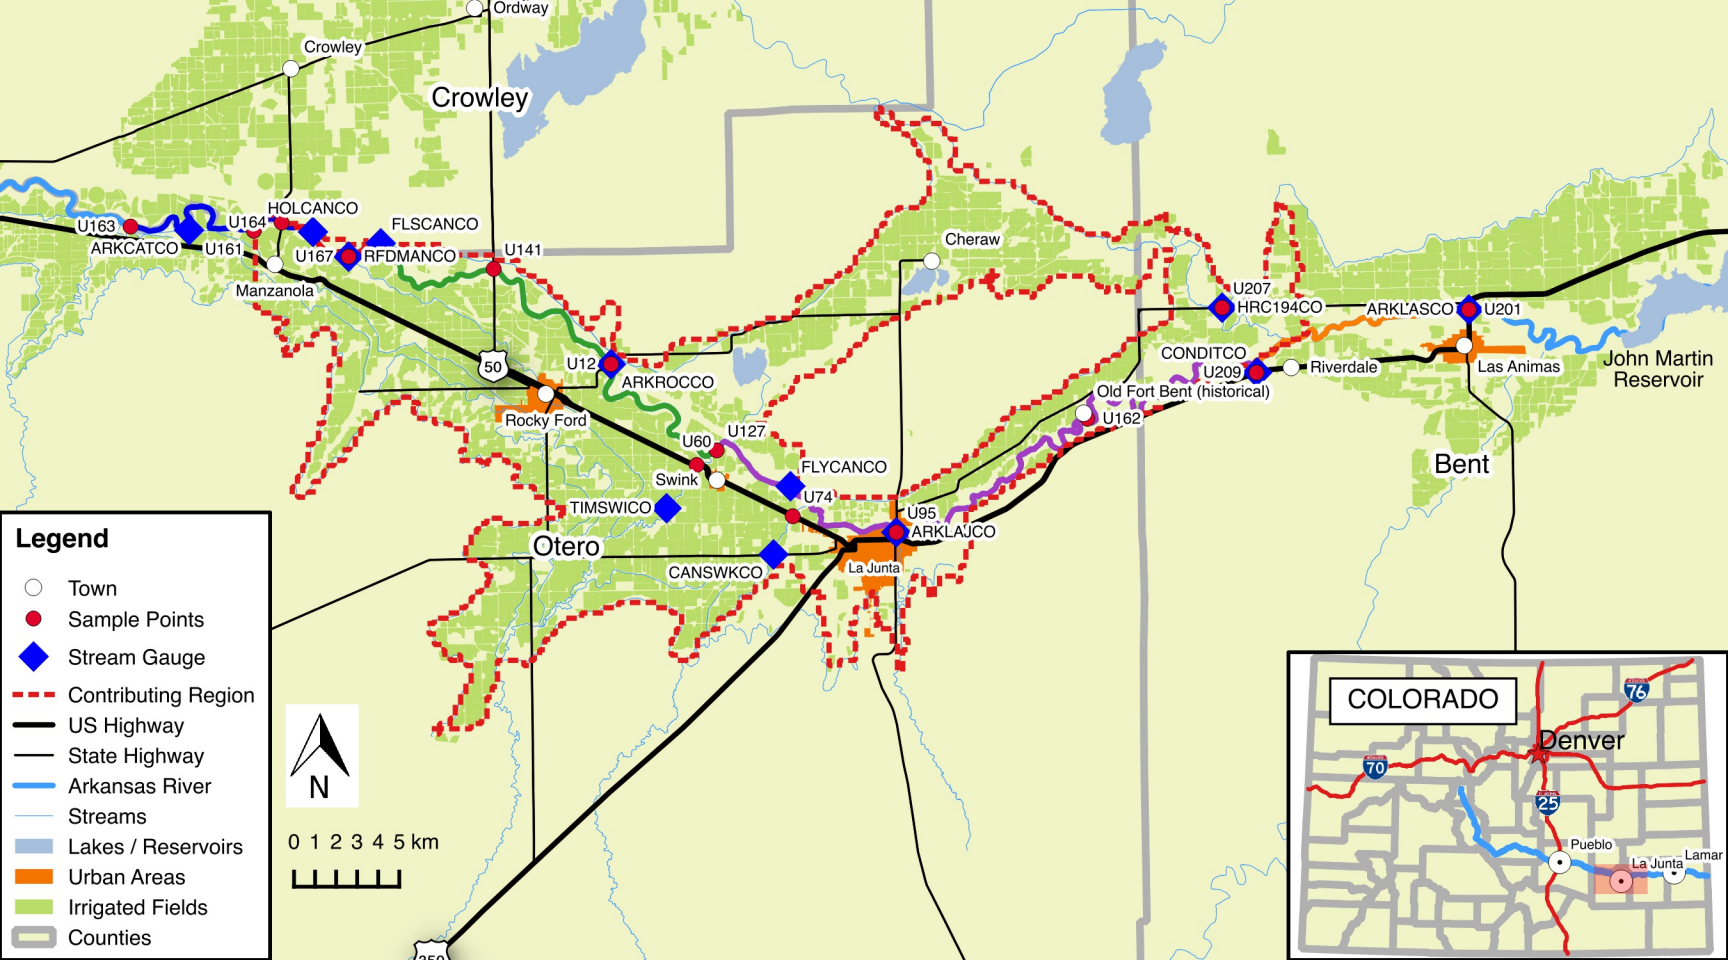 Ordway
Crowley
Crowley
HOLCANCO
U163
U164
FLSCANCO
ARKCATCO
U161
U167
RFDMANCO
U141
Cheraw
Manzanola
U207
HRC194CO
ARKLASCO
U201
50
U12
ARKROCCO
CONDITCO
U209
Riverdale
Las Animas
John Martin
Reservoir
Old Fort Bent (historical)
U162
Rocky Ford
U127
U60
Swink
FLYCANCO
U74
Bent
TIMSWICO
U95
ARKLAJCO
Otero
CANSWKCO
La Junta
Legend
Town
Sample Points
Stream Gauge
Contributing Region
US Highway
State Highway
Arkansas River
Streams
Lakes / Reservoirs
Urban Areas
Irrigated Fields
Counties
N
0 1 2 3 4 5 km
350
COLORADO
76
Denver
70
25
Pueblo
La Junta
Lamar